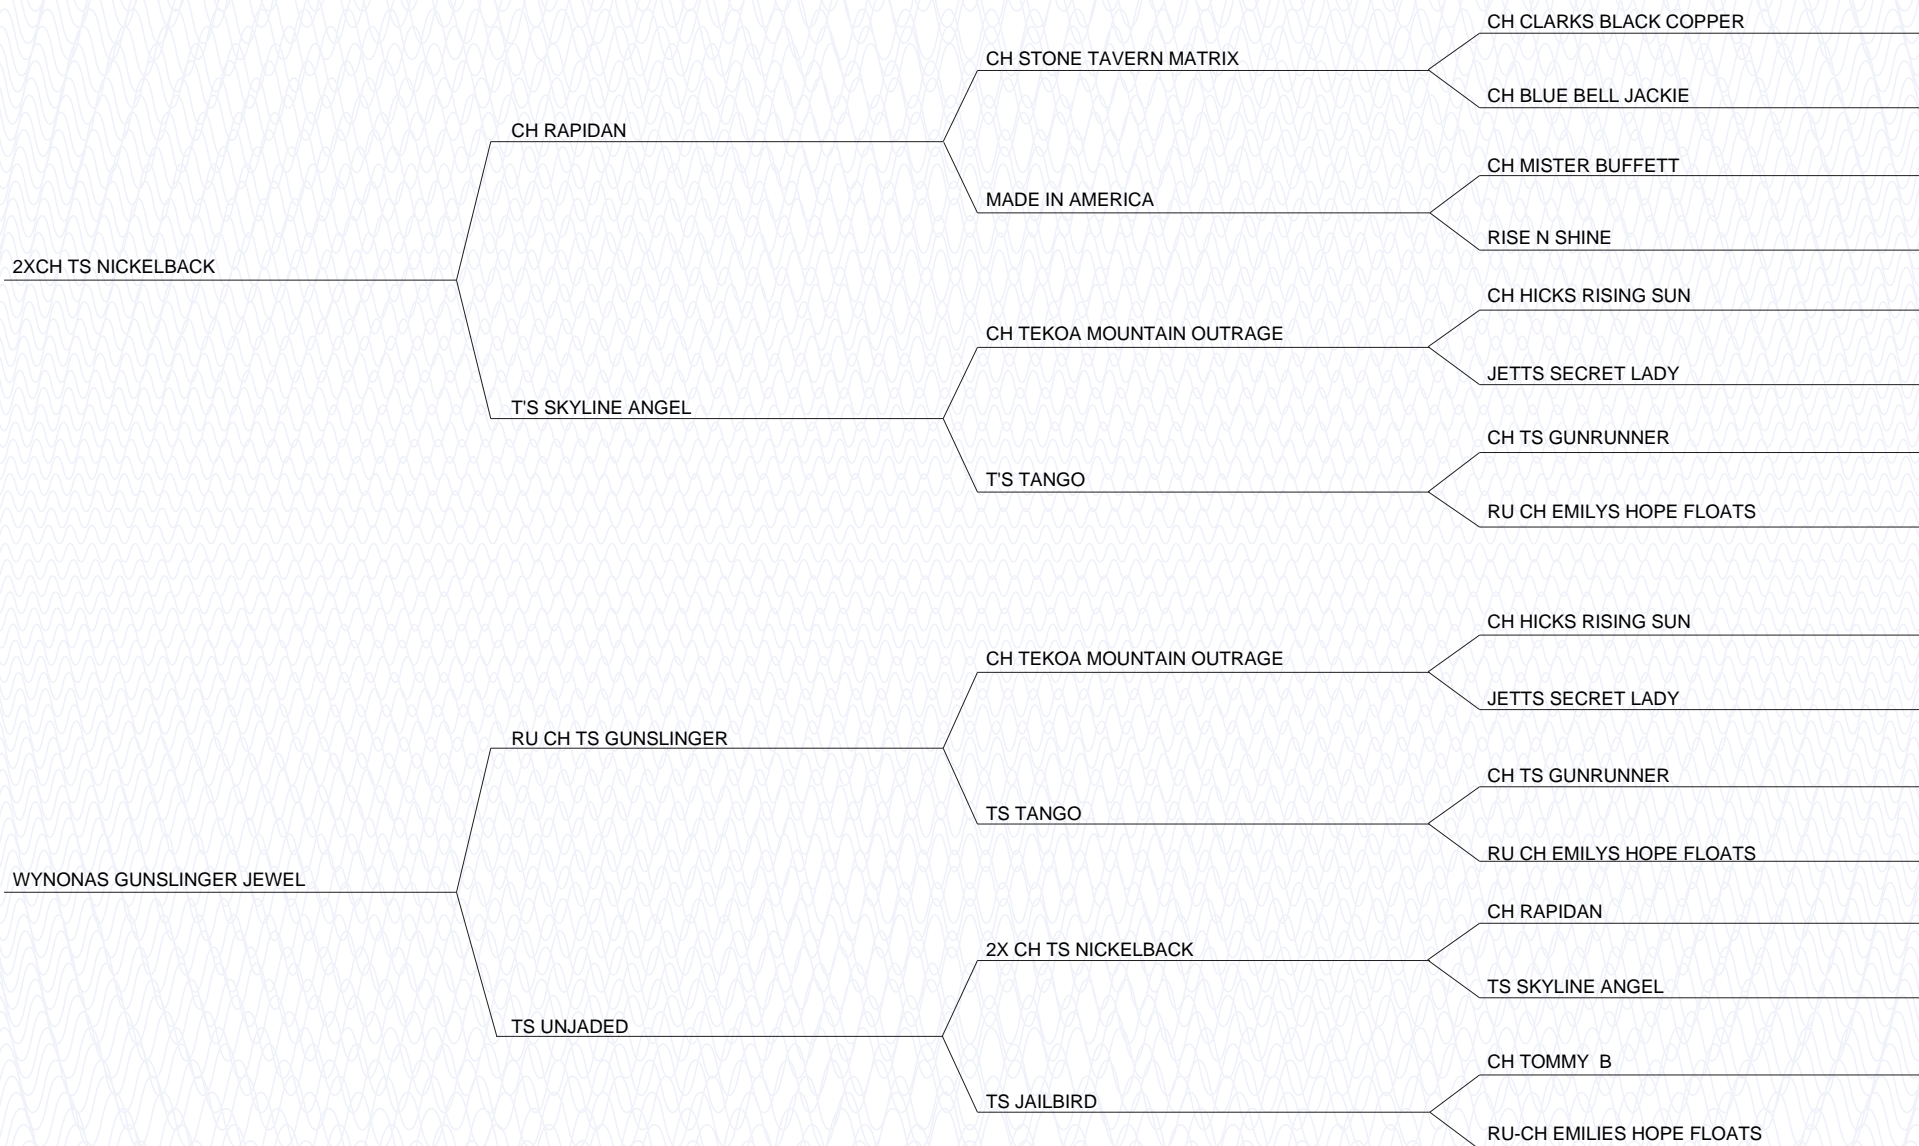 CH CLARKS BLACK COPPER
CH STONE TAVERN MATRIX
CH BLUE BELL JACKIE
CH RAPIDAN
CH MISTER BUFFETT
MADE IN AMERICA
RISE N SHINE
2XCH TS NICKELBACK
CH HICKS RISING SUN
CH TEKOA MOUNTAIN OUTRAGE
JETTS SECRET LADY
T'S SKYLINE ANGEL
CH TS GUNRUNNER
T'S TANGO
RU CH EMILYS HOPE FLOATS
CH HICKS RISING SUN
CH TEKOA MOUNTAIN OUTRAGE
JETTS SECRET LADY
RU CH TS GUNSLINGER
CH TS GUNRUNNER
TS TANGO
RU CH EMILYS HOPE FLOATS
WYNONAS GUNSLINGER JEWEL
CH RAPIDAN
2X CH TS NICKELBACK
TS SKYLINE ANGEL
TS UNJADED
CH TOMMY  B
TS JAILBIRD
RU-CH EMILIES HOPE FLOATS